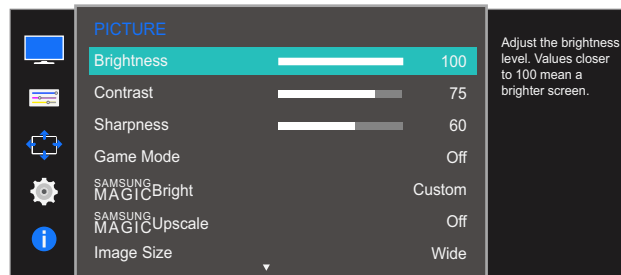 PICTURE
Brightness 100
Contrast 75
Sharpness 60
Game Mode Off
SAMSUNG
MAGICBright Custom
SAMSUNG
MAGICUpscale Off
Image Size Wide
Adjust the brightness
level. Values closer
to 100 mean a
brighter screen.